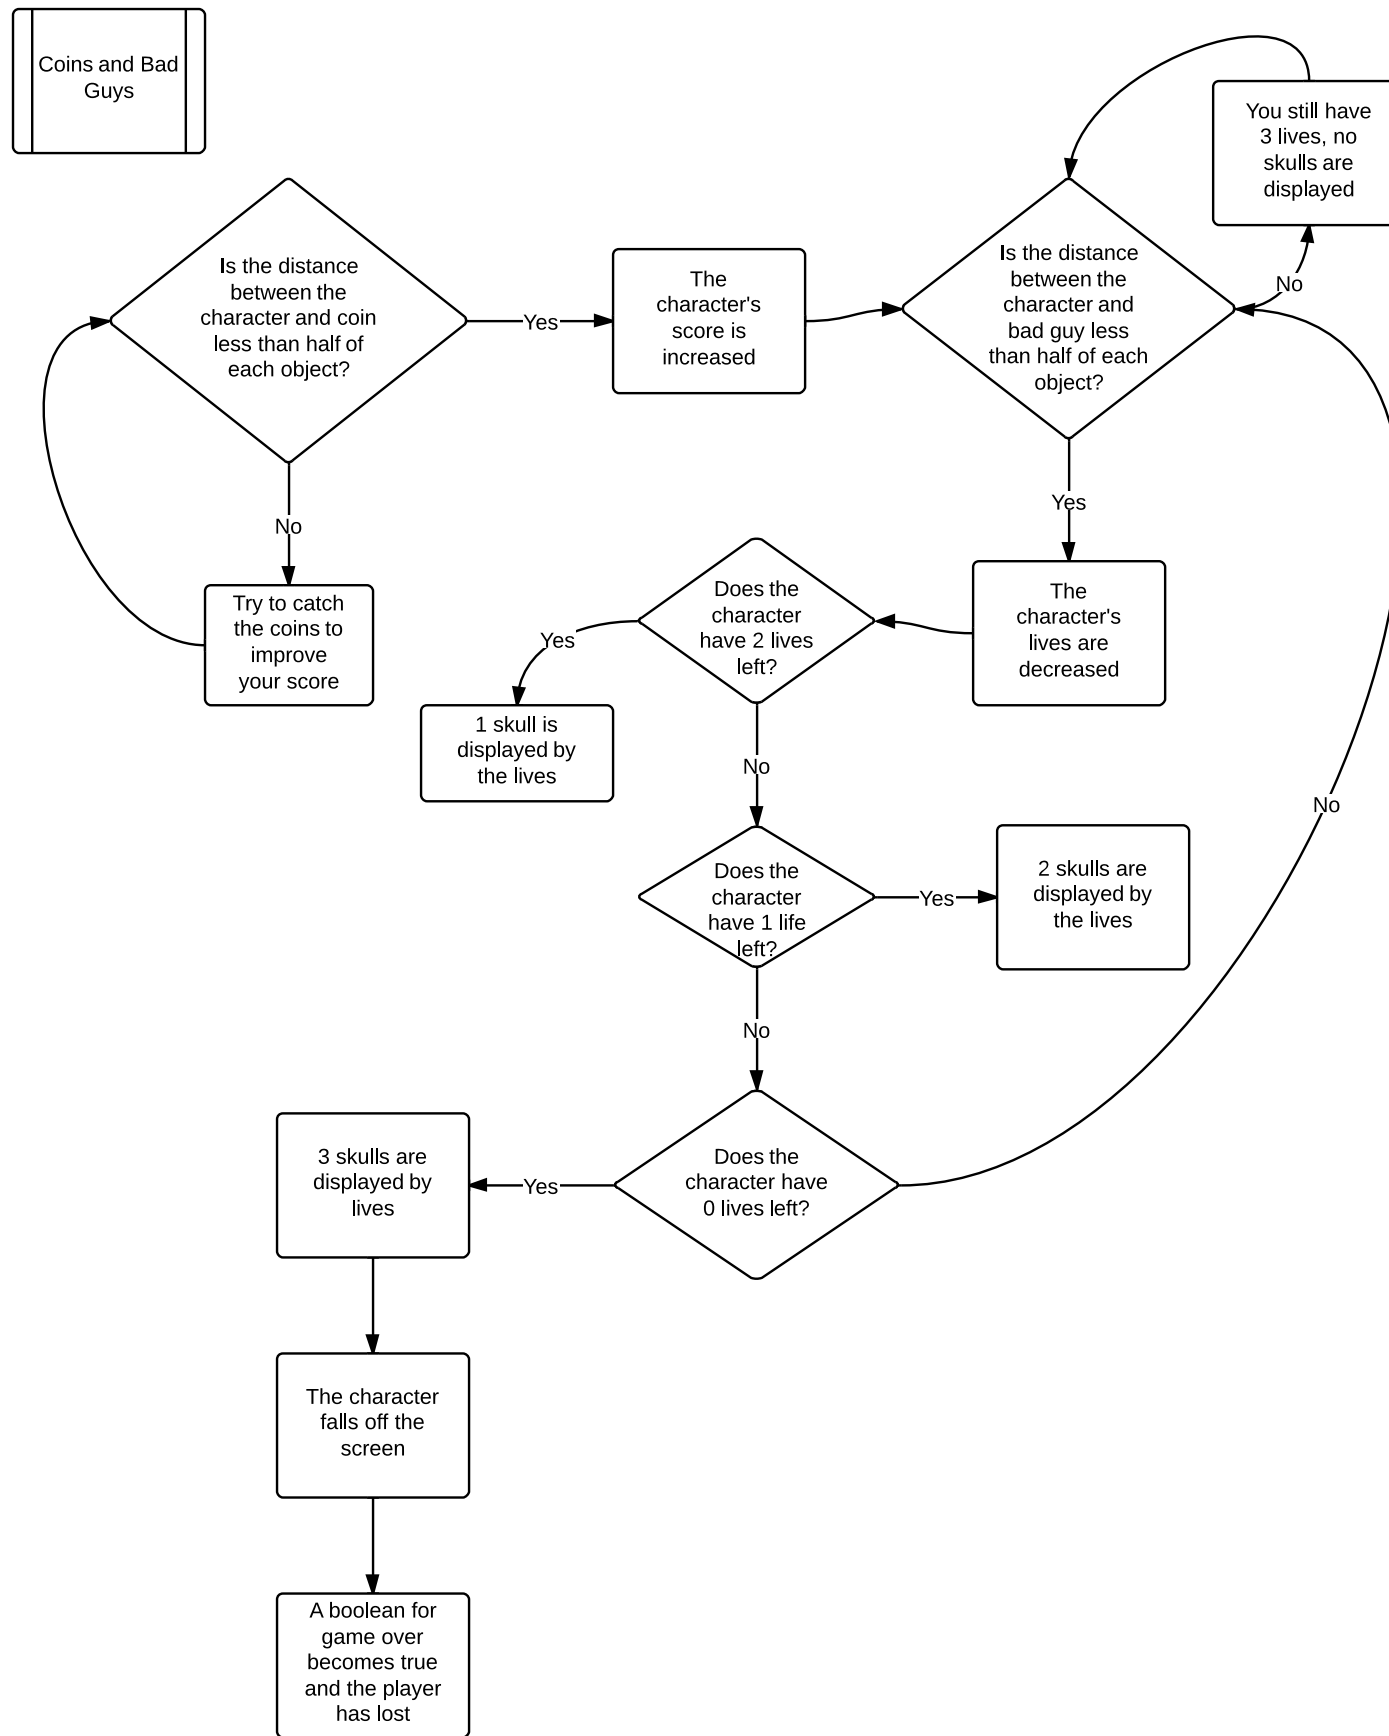 Coins and Bad
Guys
You still have
3 lives, no
skulls are
displayed
Is the distance
between the
character and coin
less than half of
each object?
Yes
The
character's
score is
increased
Is the distance
between the
character and
bad guy less
than half of each
object?
No
No
Yes
Try to catch
the coins to
improve
your score
Does the
character
have 2 lives
left?
The
character's
lives are
decreased
Yes
1 skull is
displayed by
the lives
No
No
Does the
character
have 1 life
left?
Yes
2 skulls are
displayed by
the lives
No
3 skulls are
displayed by
lives
Yes
Does the
character have
0 lives left?
The character
falls off the
screen
A boolean for
game over
becomes true
and the player
has lost